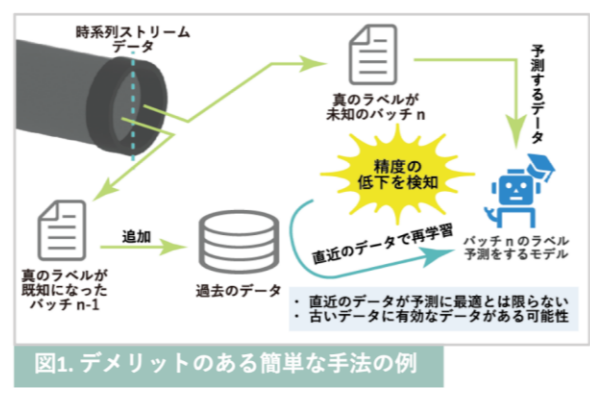 時系列ストリーム
データ
真のラベルが
未知のバッチ n
予測するデータ
精度の
低下を検知
追加
直近のデータで再学習
真のラベルが
既知になった
バッチ n-1
過去のデータ
バッチ n のラベル
予測をするモデル
・ 直近のデータが予測に最適とは限らない
・ 古いデータに有効なデータがある可能性
図1. デメリットのある簡単な手法の例